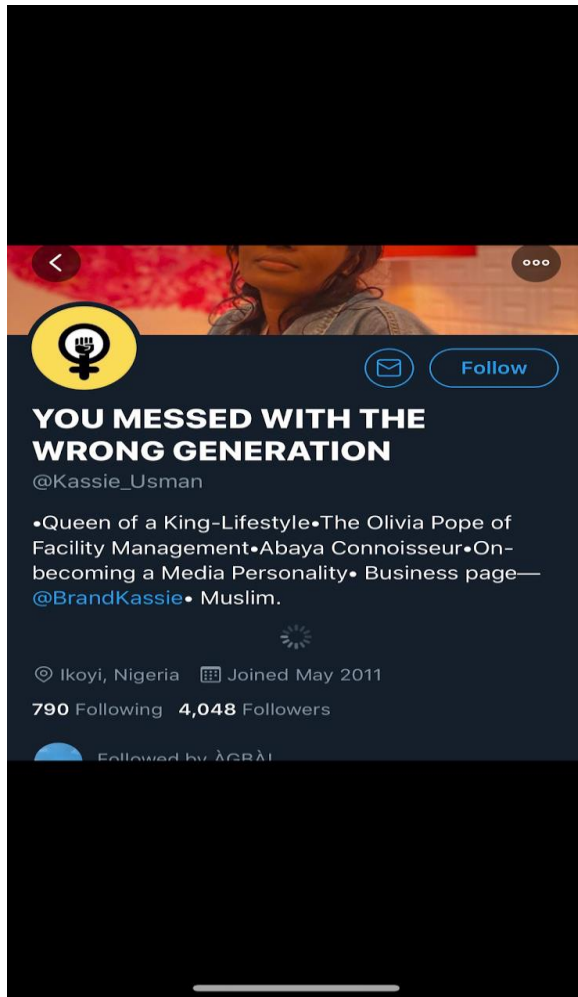 Follow
YOU MESSED WITH THE
WRONG GENERATION
@Kassie_Usman
•Queen of a King-Lifestyle•The Olivia Pope of
Facility Management•Abaya Connoisseur•On-
becoming a Media Personality• Business page—
@BrandKassie• Muslim.
Ikoyi, Nigeria Joined May 2011
790 Following 4,048 Followers
Followed by